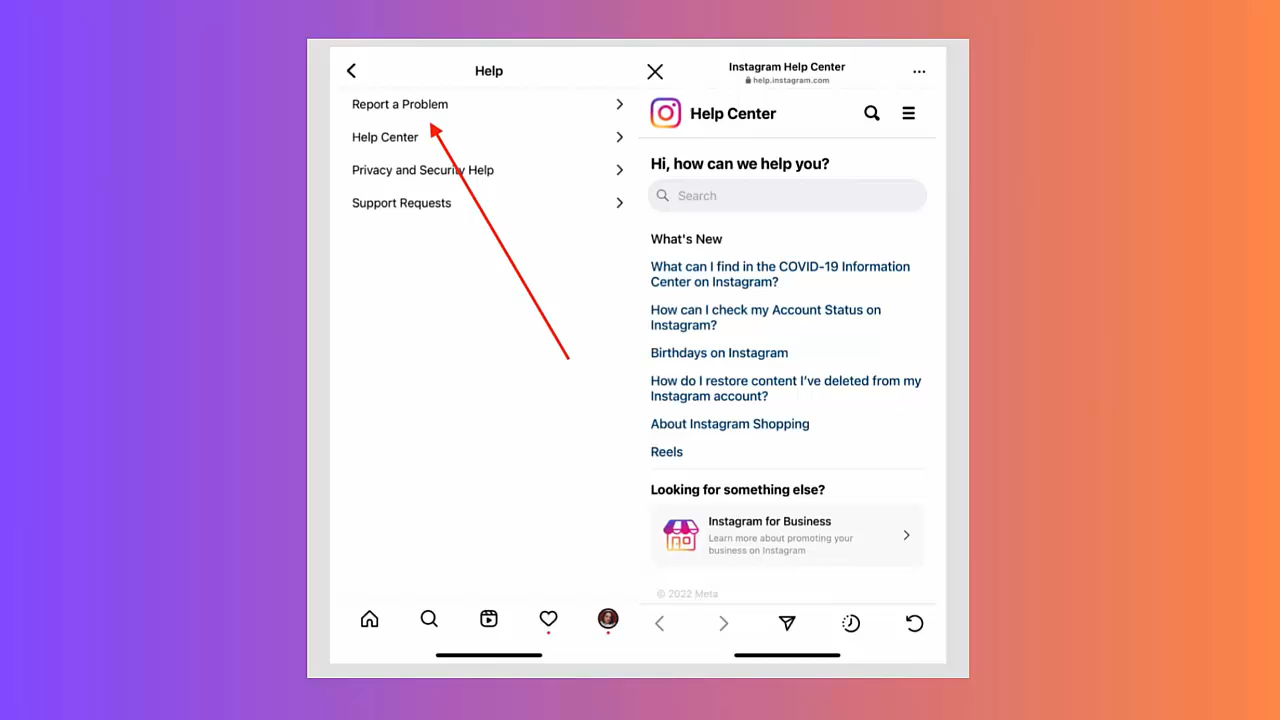 Help
Report a Problem
Help Center
Privacy and Security Help
Support Requests
Instagram Help Center
help.instagram.com
Help Center
Hi, how can we help you?
Search
What's New
What can I find in the COVID-19 Information
Center on Instagram?
How can I check my Account Status on
Instagram?
Birthdays on Instagram
How do I restore content I’ve deleted from my
Instagram account?
About Instagram Shopping
Reels
Looking for something else?
Instagram for Business
Learn more about promoting your
business on Instagram
© 2022 Meta